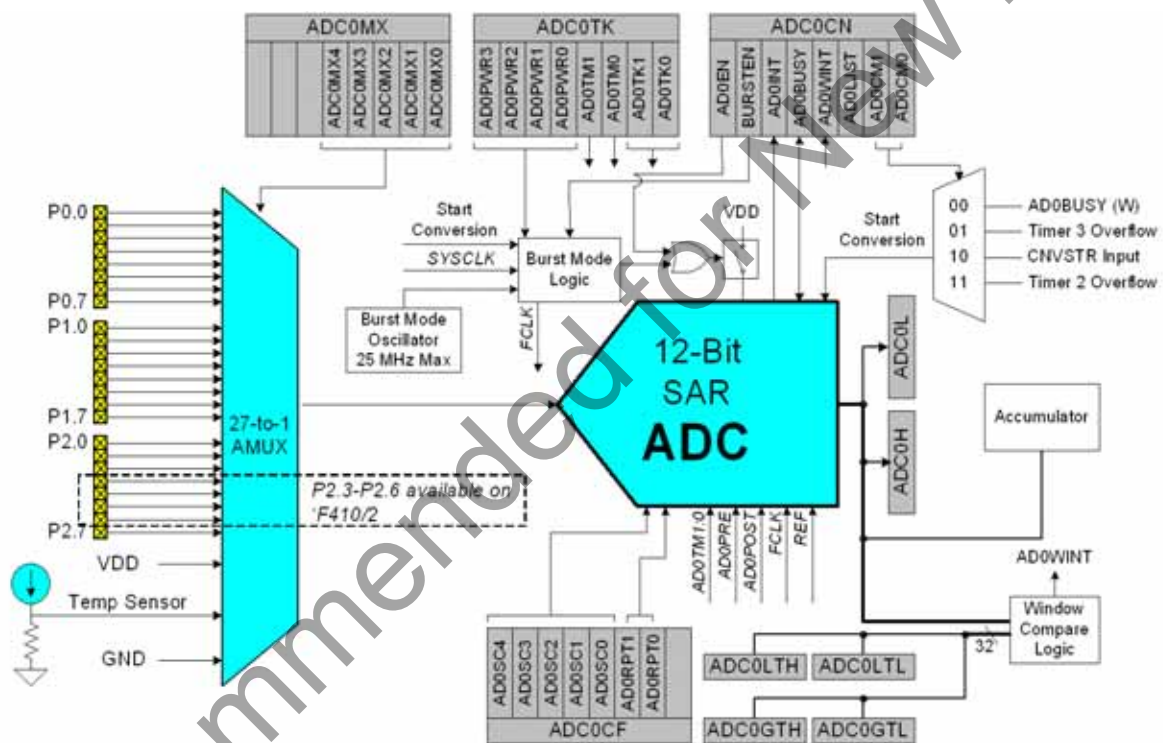 ADC0MX
ADC0MX4
ADC0MX3
ADC0MX2
ADC0MX1
ADC0MX0
ADC0TK
AD0PWR3
AD0PWR2
AD0PWR1
AD0PWR0
AD0TM1
AD0TM0
AD0TK1
AD0TK0
ADC0CN
AD0EN
BURSTEN
AD0INT
AD0BUSY
AD0WINT
AD0LJST
AD0CM1
AD0CM0
P0.0
P0.7
P1.0
P1.7
P2.0
P2.7
VDD
Temp Sensor
GND
27-to-1
AMUX
P2.3-P2.6 available on
'F410/2
Start
Conversion
SYSCLK
Burst Mode
Logic
Burst Mode
Oscillator
25 MHz Max
FCLK
VDD
Start
Conversion
00
01
10
11
AD0BUSY (W)
Timer 3 Overflow
CNVSTR Input
Timer 2 Overflow
12-Bit
SAR
ADC
ADC0L
ADC0H
Accumulator
AD0TM1:0
AD0PRE
AD0POST
FCLK
REF
AD0WINT
Window
Compare
Logic
32
ADC0LTH
ADC0LTL
ADC0GTH
ADC0GTL
AD0SC4
AD0SC3
AD0SC2
AD0SC1
AD0SC0
AD0RPT1
AD0RPT0
ADC0CF
mmended for New